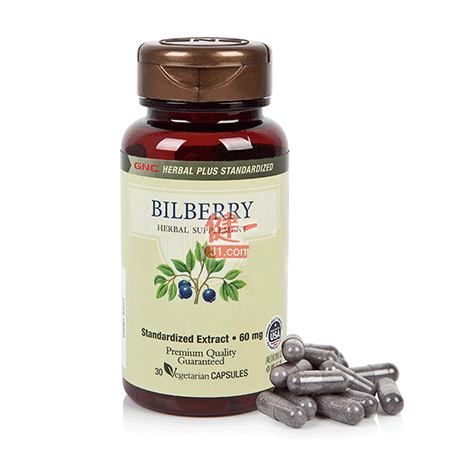 GNC HERBAL PLUS STANDARDIZED
BILBERRY
HERBAL SUPPLEMENT
健一
J1.com
Standardized Extract • 60 mg
Premium Quality
Guaranteed
30 Vegetarian CAPSULES
USA